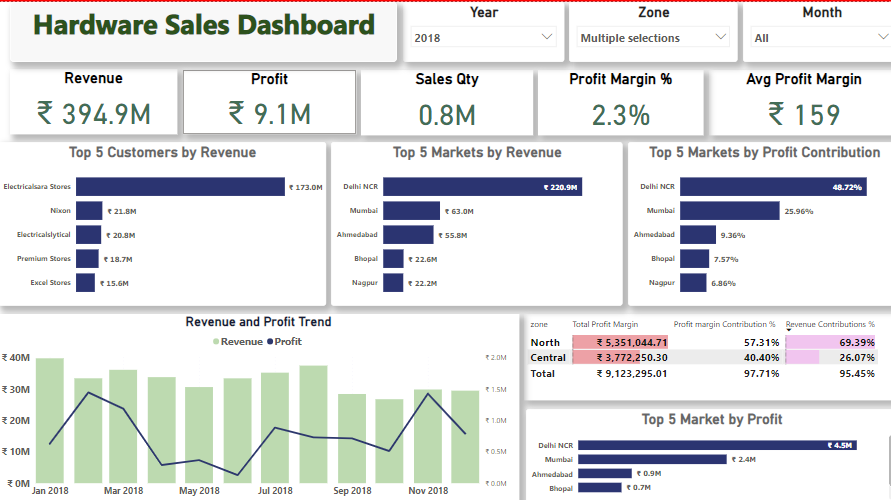 Hardware Sales Dashboard
Year
2018
Zone
Multiple selections
Month
All
Revenue
₹ 394.9M
Profit
₹ 9.1M
Sales Qty
0.8M
Profit Margin %
2.3%
Avg Profit Margin
₹ 159
Top 5 Customers by Revenue
Electricalsara Stores ₹ 173.0M
Nixon ₹ 21.8M
Electricalslytical ₹ 20.8M
Premium Stores ₹ 18.7M
Excel Stores ₹ 15.6M
Top 5 Markets by Revenue
Delhi NCR ₹ 220.9M
Mumbai ₹ 63.0M
Ahmedabad ₹ 55.8M
Bhopal ₹ 22.6M
Nagpur ₹ 22.2M
Top 5 Markets by Profit Contribution
Delhi NCR 48.72%
Mumbai 25.96%
Ahmedabad 9.36%
Bhopal 7.57%
Nagpur 6.86%
Revenue and Profit Trend
Revenue Profit
₹ 40M ₹ 2.0M
₹ 30M ₹ 1.5M
₹ 20M ₹ 1.0M
₹ 10M ₹ 0.5M
₹ 0M ₹ 0.0M
Jan 2018 Mar 2018 May 2018 Jul 2018 Sep 2018 Nov 2018
zone Total Profit Margin Profit margin Contribution % Revenue Contributions %
North ₹ 5,351,044.71 57.31% 69.39%
Central ₹ 3,772,250.30 40.40% 26.07%
Total ₹ 9,123,295.01 97.71% 95.45%
Top 5 Market by Profit
Delhi NCR ₹ 4.5M
Mumbai ₹ 2.4M
Ahmedabad ₹ 0.9M
Bhopal ₹ 0.7M